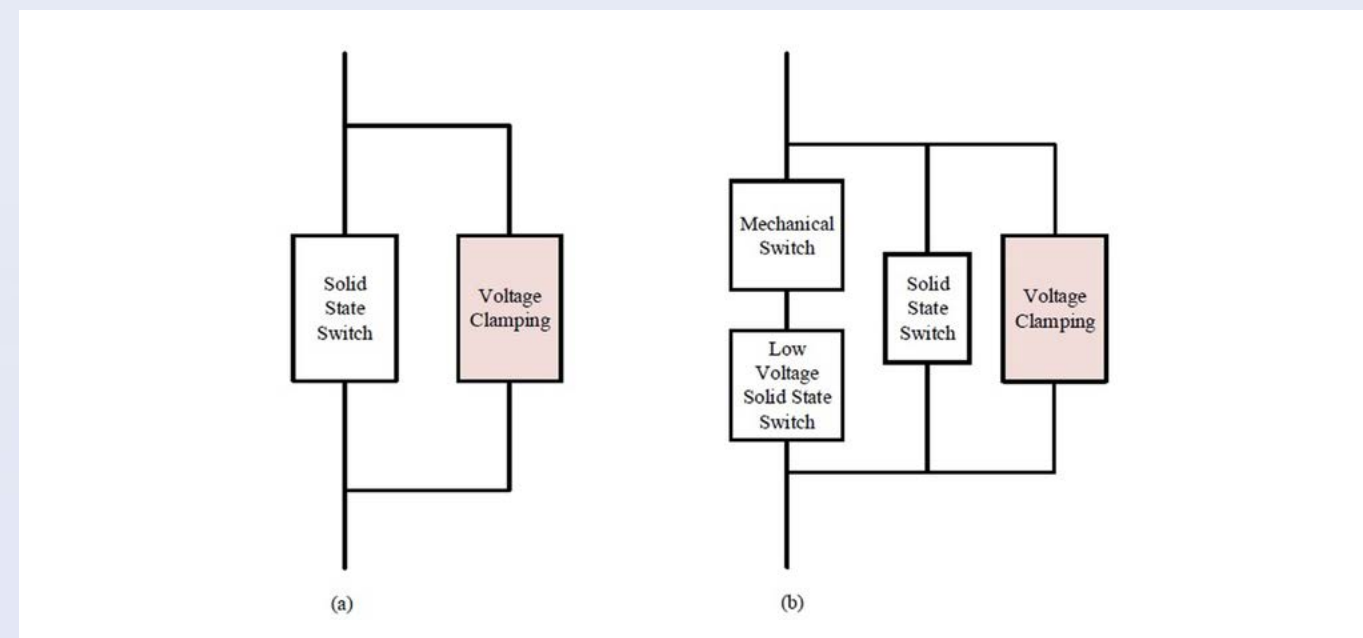 Solid
State
Switch
Voltage
Clamping
(a)
Mechanical
Switch
Low
Voltage
Solid State
Switch
Solid
State
Switch
Voltage
Clamping
(b)